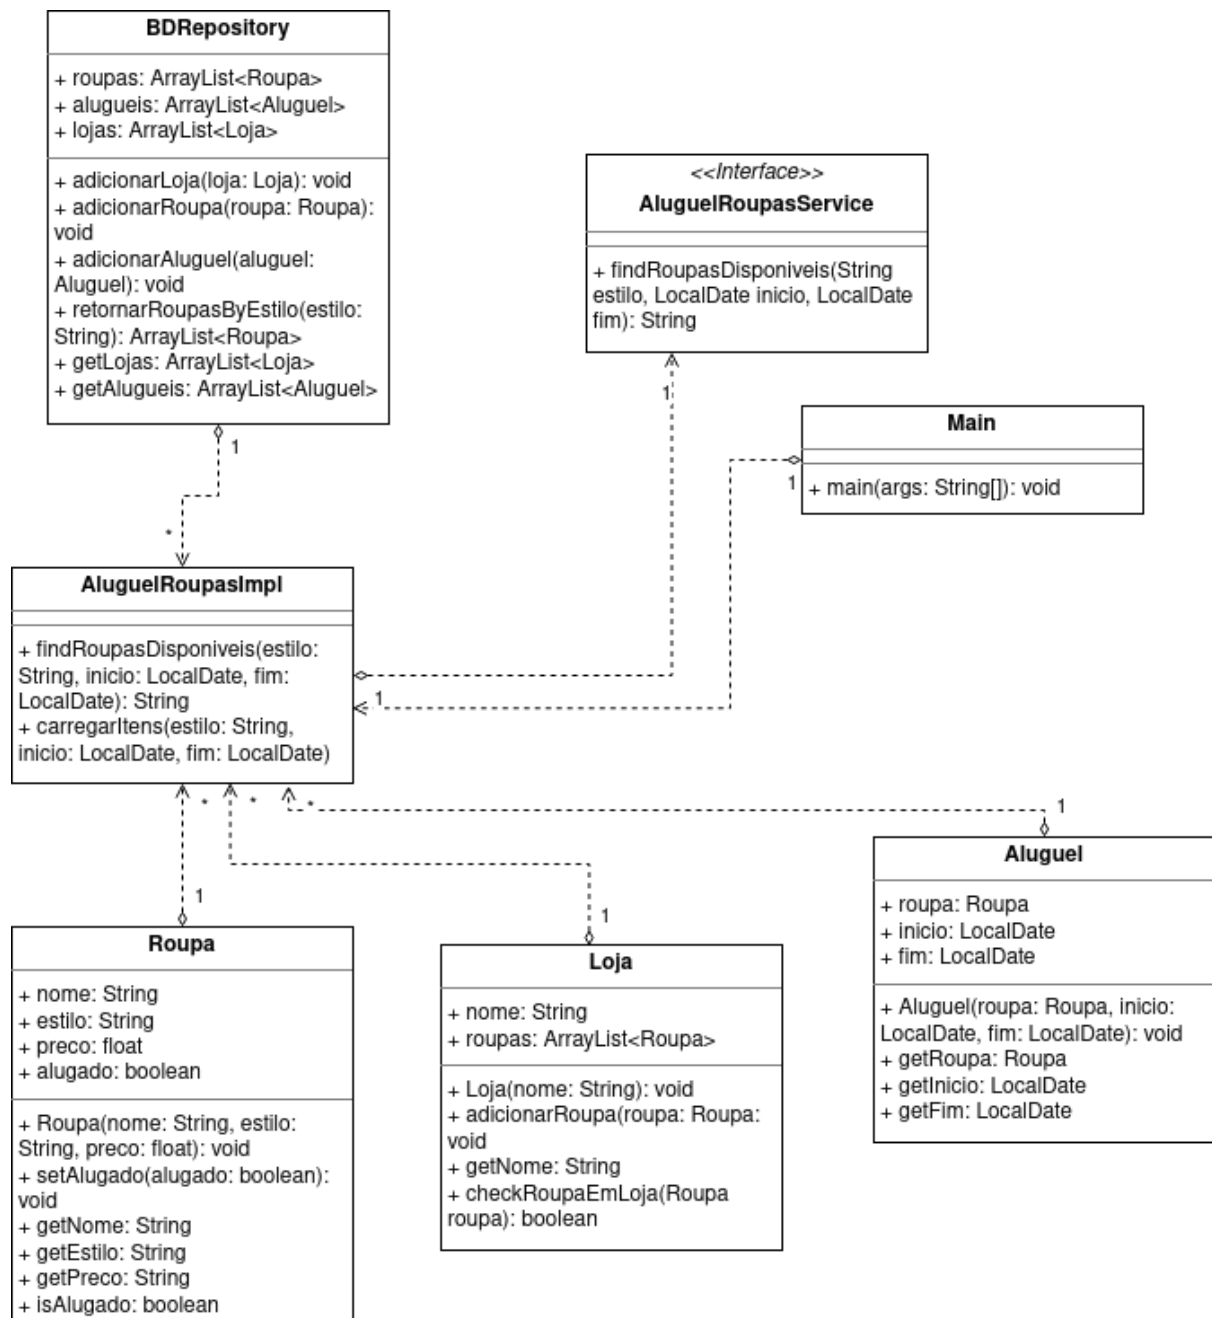 BDRepository
+ roupas: ArrayList<Roupa>
+ alugueis: ArrayList<Aluguel>
+ lojas: ArrayList<Loja>
+ adicionarLoja(loja: Loja): void
+ adicionarRoupa(roupa: Roupa):
void
+ adicionarAluguel(aluguel:
Aluguel): void
+ retornarRoupasByEstilo(estilo:
String): ArrayList<Roupa>
+ getLojas: ArrayList<Loja>
+ getAlugueis: ArrayList<Aluguel>
1
*
<<Interface>>
AluguelRoupasService
+ findRoupasDisponiveis(String
estilo, LocalDate inicio, LocalDate
fim): String
1
Main
+ main(args: String[]): void
1
AluguelRoupasImpl
+ findRoupasDisponiveis(estilo:
String, inicio: LocalDate, fim:
LocalDate): String
+ carregarItens(estilo: String,
inicio: LocalDate, fim: LocalDate)
1
*
*
*
1
1
1
Roupa
+ nome: String
+ estilo: String
+ preco: float
+ alugado: boolean
+ Roupa(nome: String, estilo:
String, preco: float): void
+ setAlugado(alugado: boolean):
void
+ getNome: String
+ getEstilo: String
+ getPreco: String
+ isAlugado: boolean
Loja
+ nome: String
+ roupas: ArrayList<Roupa>
+ Loja(nome: String): void
+ adicionarRoupa(roupa: Roupa:
void
+ getNome: String
+ checkRoupaEmLoja(Roupa
roupa): boolean
Aluguel
+ roupa: Roupa
+ inicio: LocalDate
+ fim: LocalDate
+ Aluguel(roupa: Roupa, inicio:
LocalDate, fim: LocalDate): void
+ getRoupa: Roupa
+ getInicio: LocalDate
+ getFim: LocalDate